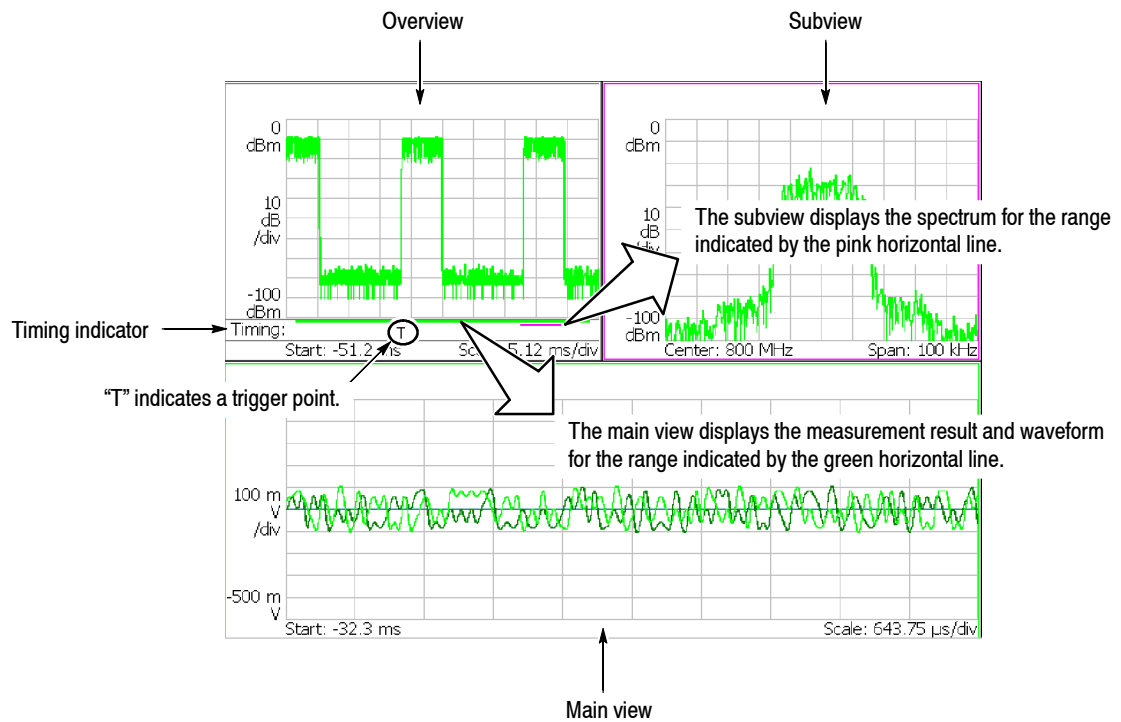 Overview
Subview
0
dBm
10
dB
/div
-100
dBm
Timing indicator
Timing:
T
Start: -51.2 ms
5.12 ms/div
"T" indicates a trigger point.
0
dBm
10
dB
/div
-100
dBm
The subview displays the spectrum for the range
indicated by the pink horizontal line.
Center: 800 MHz
Span: 100 kHz
The main view displays the measurement result and waveform
for the range indicated by the green horizontal line.
100 m
V
/div
-500 m
V
Start: -32.3 ms
Scale: 643.75 µs/div
Main view